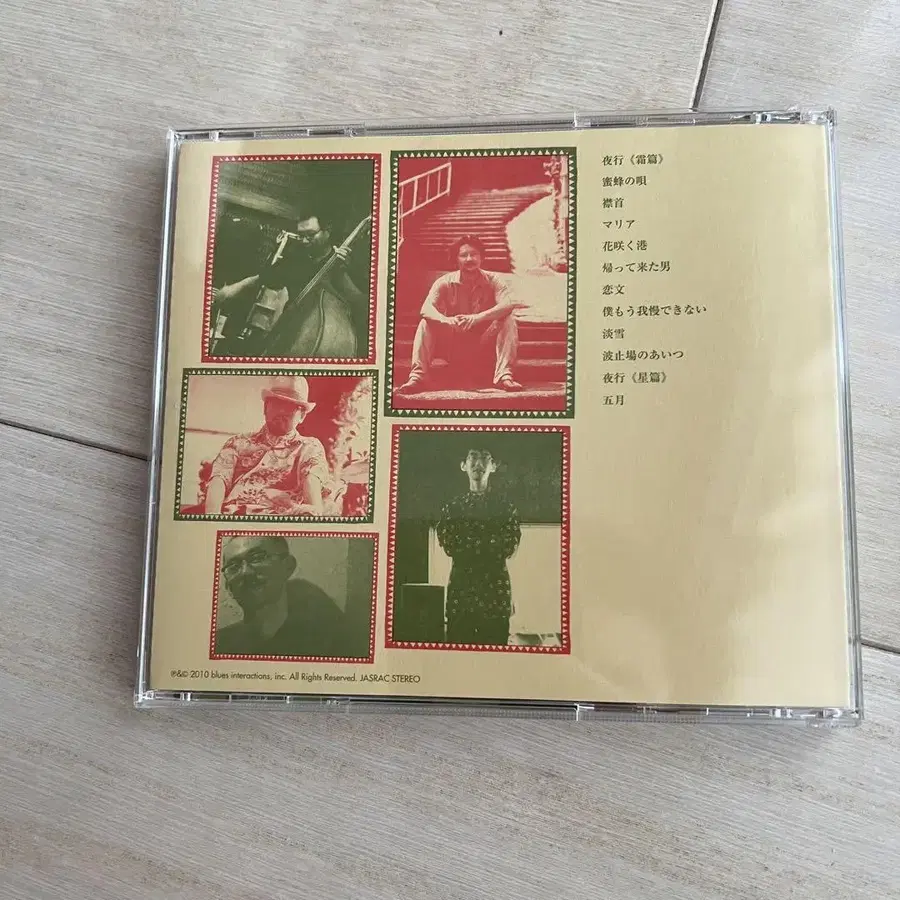 夜行《霜篇》
蜜蜂の唄
襟首
マリア
花咲く港
帰って来た男
恋文
僕もう我慢できない
淡雪
波止場のあいつ
夜行《星篇》
五月
℗&© 2010 blues interactions, inc. All Rights Reserved. JASRAC STEREO